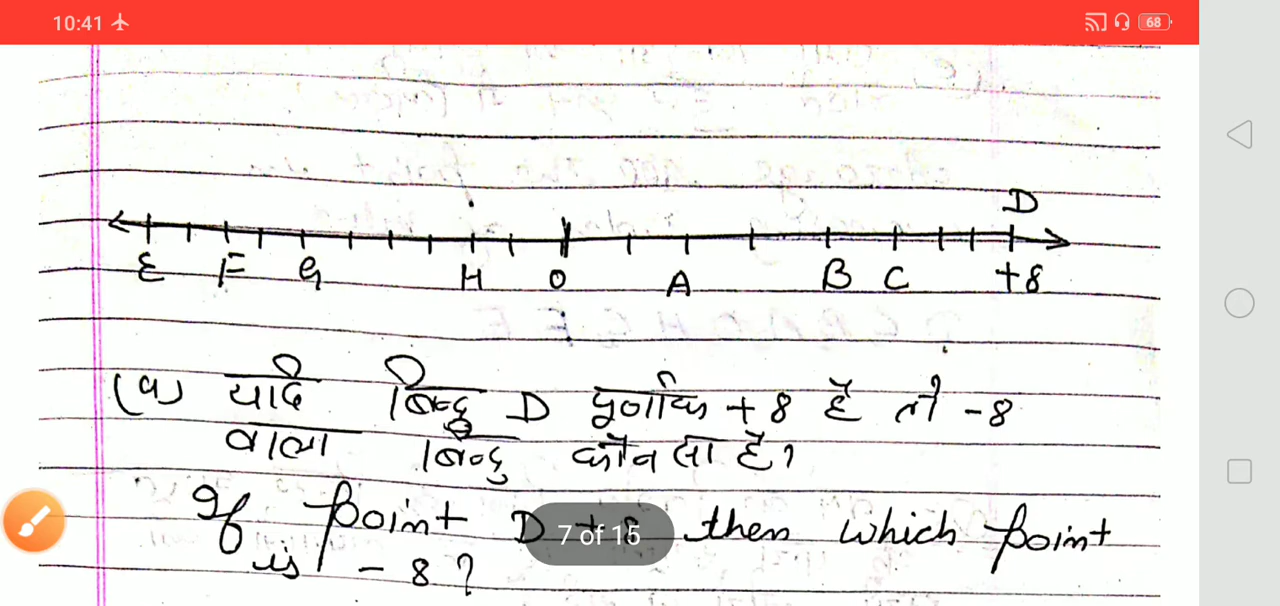 10:41
68
D
E F G H O A B C +8
(a) यदि बिन्दु D पूर्णांक + 8 है तो -8
वाला बिन्दु कौन सा है?
If point D +8 then which point
is - 8 ?
7 of 15